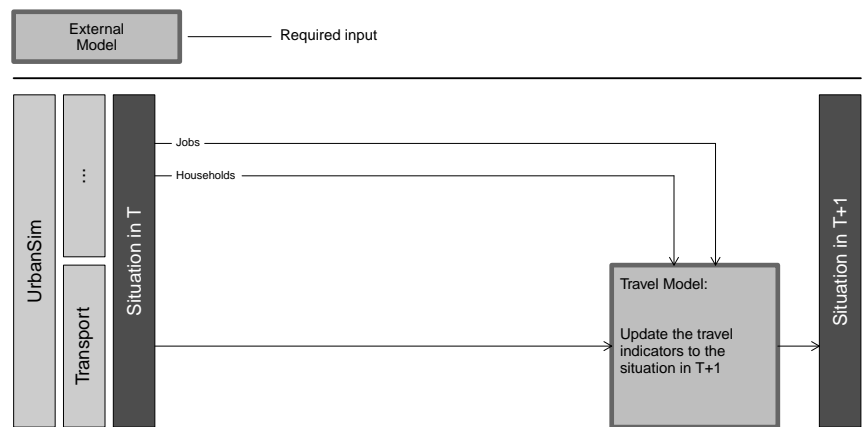 External
Model
Required input
UrbanSim
...
Transport
Situation in T
Jobs
Households
Travel Model:
Update the travel
indicators to the
situation in T+1
Situation in T+1